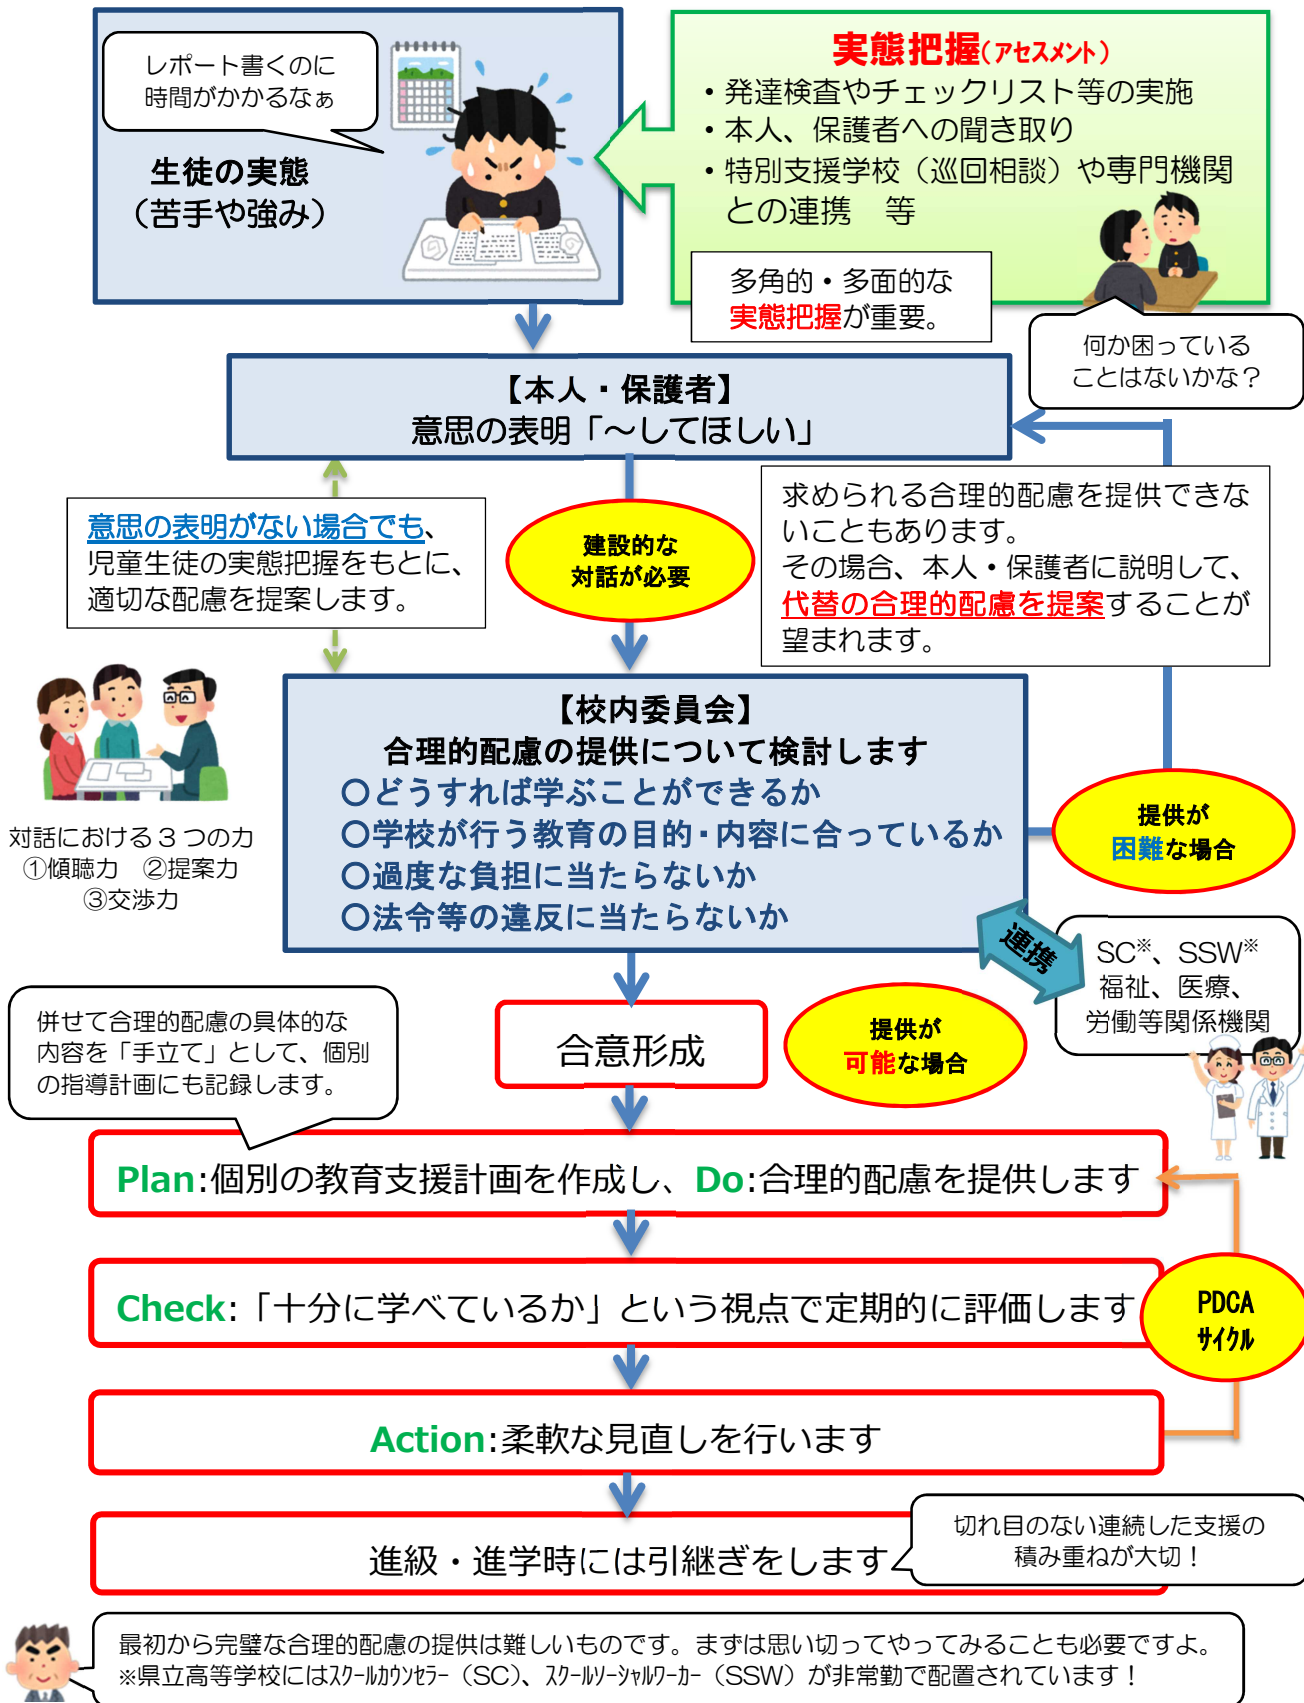 レポート書くのに
時間がかかるなぁ
生徒の実態
（苦手や強み）
実態把握（アセスメント）
・発達検査やチェックリスト等の実施
・本人、保護者への聞き取り
・特別支援学校（巡回相談）や専門機関
との連携　等
多角的・多面的な
実態把握が重要。
何か困っている
ことはないかな？
【本人・保護者】
意思の表明「～してほしい」
意思の表明がない場合でも、
児童生徒の実態把握をもとに、
適切な配慮を提案します。
建設的な
対話が必要
求められる合理的配慮を提供できな
いこともあります。
その場合、本人・保護者に説明して、
代替の合理的配慮を提案することが
望まれます。
【校内委員会】
合理的配慮の提供について検討します
〇どうすれば学ぶことができるか
〇学校が行う教育の目的・内容に合っているか
〇過度な負担に当たらないか
〇法令等の違反に当たらないか
対話における３つの力
①傾聴力　②提案力
③交渉力
提供が
困難な場合
連携
SC※、SSW※
福祉、医療、
労働等関係機関
合意形成
提供が
可能な場合
併せて合理的配慮の具体的な
内容を「手立て」として、個別
の指導計画にも記録します。
Plan:個別の教育支援計画を作成し、Do:合理的配慮を提供します
Check:「十分に学べているか」という視点で定期的に評価します
PDCA
サイクル
Action:柔軟な見直しを行います
進級・進学時には引継ぎをします
切れ目のない連続した支援の
積み重ねが大切！
最初から完璧な合理的配慮の提供は難しいものです。まずは思い切ってやってみることも必要ですよ。
※県立高等学校にはスクールカウンセラー（SC）、スクールソーシャルワーカー（SSW）が非常勤で配置されています！